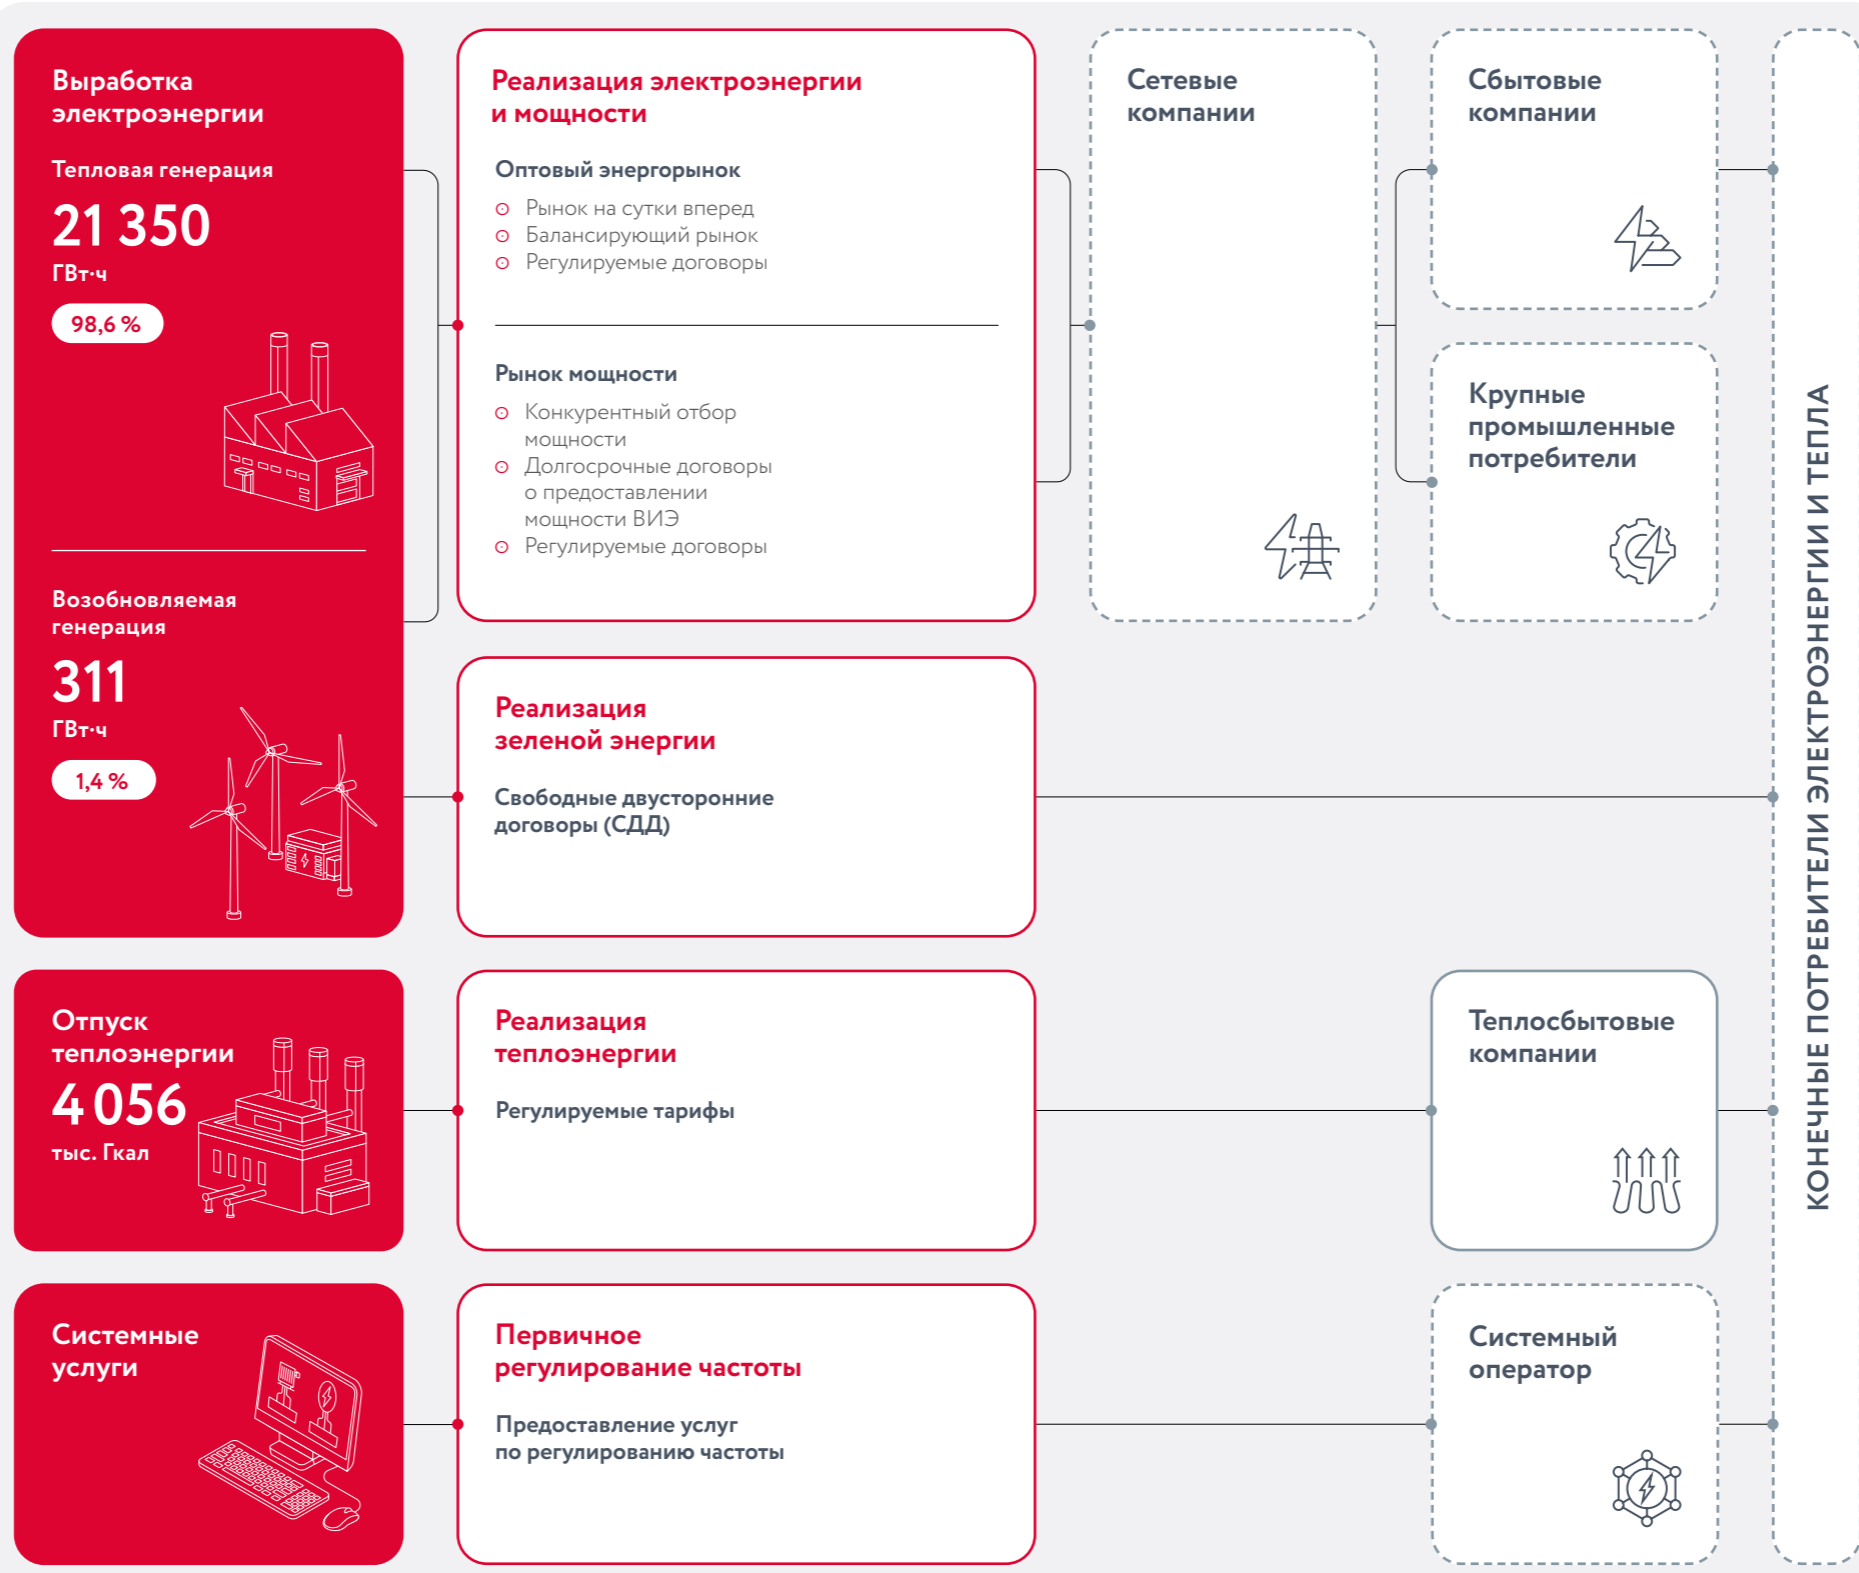 Выработка
электроэнергии
Тепловая генерация
21 350
ГВт·ч
98,6 %
Возобновляемая
генерация
311
ГВт·ч
1,4 %
Реализация электроэнергии
и мощности
Оптовый энергорынок
Рынок на сутки вперед
Балансирующий рынок
Регулируемые договоры
Рынок мощности
Конкурентный отбор
мощности
Долгосрочные договоры
о предоставлении
мощности ВИЭ
Регулируемые договоры
Сетевые
компании
Сбытовые
компании
Крупные
промышленные
потребители
Реализация
зеленой энергии
Свободные двусторонние
договоры (СДД)
Отпуск
теплоэнергии
4 056
тыс. Гкал
Реализация
теплоэнергии
Регулируемые тарифы
Теплосбытовые
компании
Системные
услуги
Первичное
регулирование частоты
Предоставление услуг
по регулированию частоты
Системный
оператор
КОНЕЧНЫЕ ПОТРЕБИТЕЛИ ЭЛЕКТРОЭНЕРГИИ И ТЕПЛА